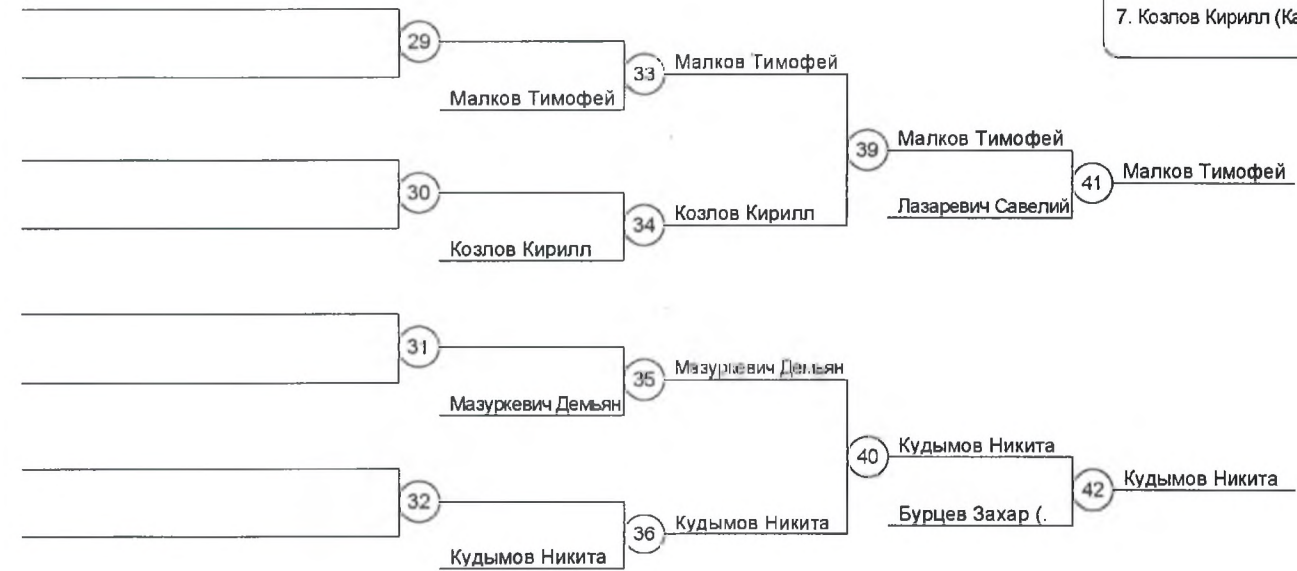 7. Козлов Кирилл (Ка
29
33
Малков Тимофей
Малков Тимофей
39
Малков Тимофей
41
Малков Тимофей
30
34
Козлов Кирилл
Лазаревич Савелий
Козлов Кирилл
31
35
Мазуркевич Демьян
Мазуркевич Демьян
40
Кудымов Никита
42
Кудымов Никита
32
36
Кудымов Никита
Бурцев Захар (.
Кудымов Никита